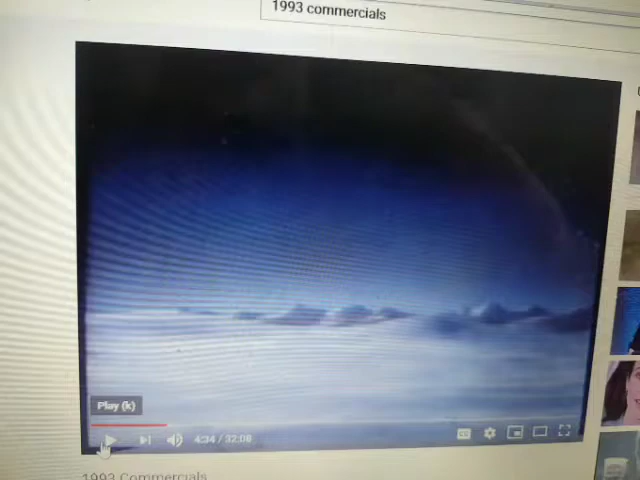 1993 commercials
Play (k)
4:34 / 32:08
1993 Commercials